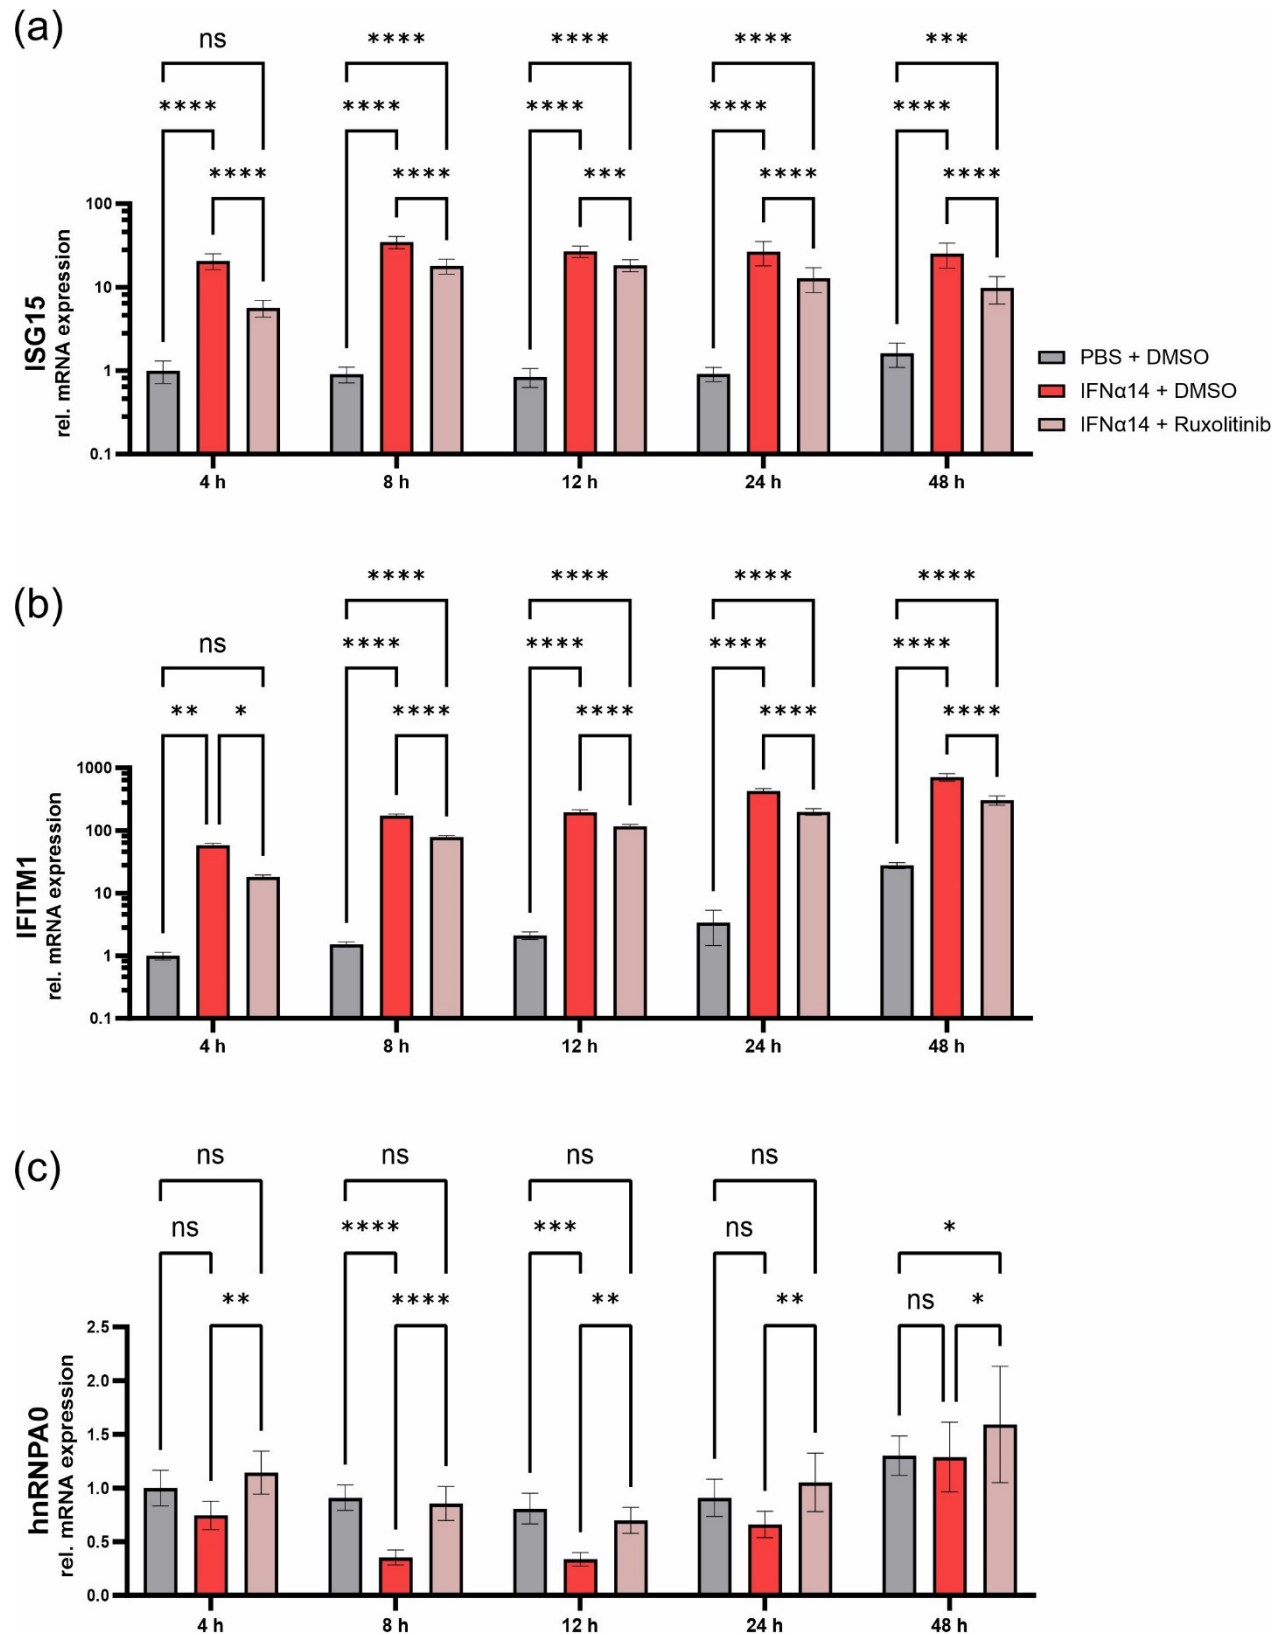 (a)
ns **** **** **** ***
**** **** **** **** ****
**** **** *** **** ****
ISG15
rel. mRNA expression
100
10
1
0.1
4 h 8 h 12 h 24 h 48 h
PBS + DMSO
IFNα14 + DMSO
IFNα14 + Ruxolitinib
(b)
**** **** **** ****
ns **** **** **** ****
** * **** **** **** ****
IFITM1
rel. mRNA expression
1000
100
10
1
0.1
4 h 8 h 12 h 24 h 48 h
(c)
ns ns ns ns
ns **** *** ns *
** **** ** ** ns *
hnRNPA0
rel. mRNA expression
2.5
2.0
1.5
1.0
0.5
0.0
4 h 8 h 12 h 24 h 48 h